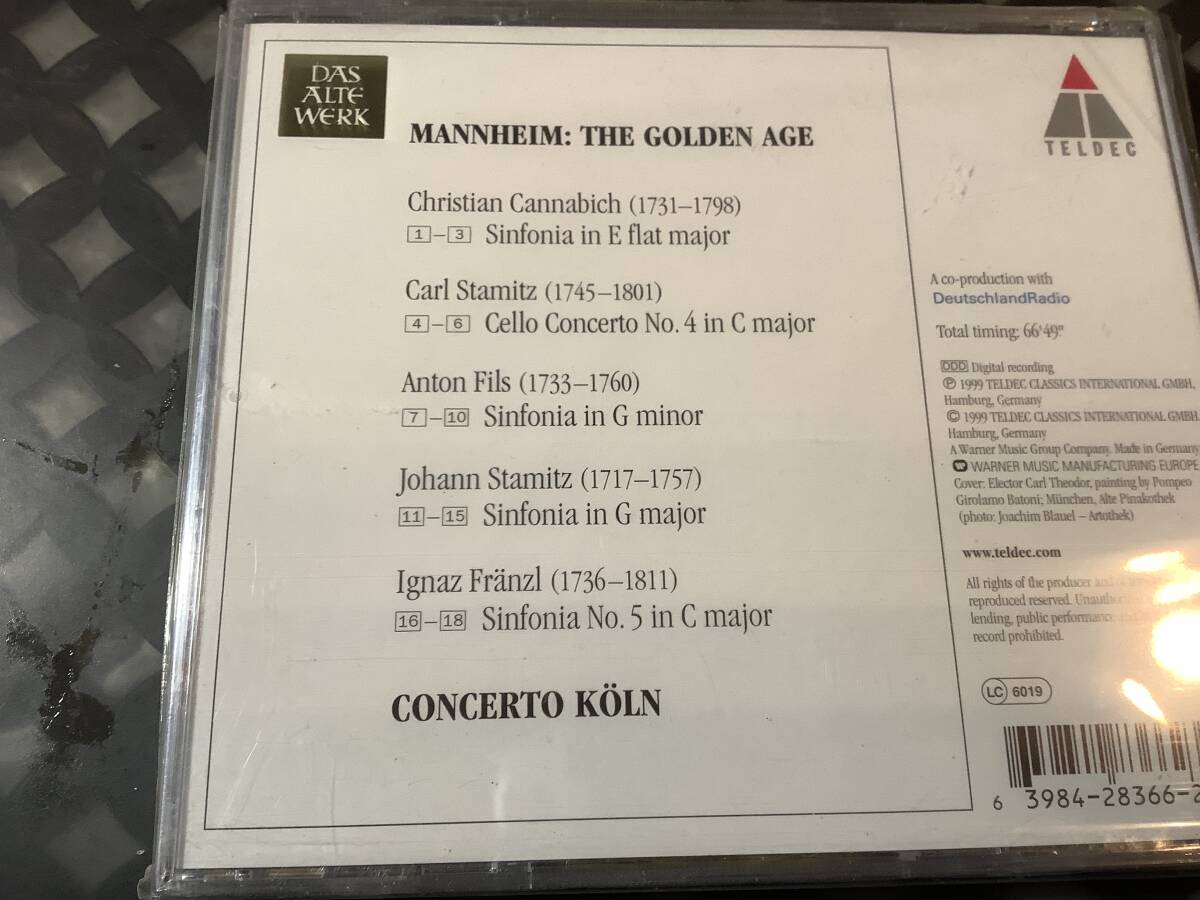 DAS
ALTE
WERK
MANNHEIM: THE GOLDEN AGE
Christian Cannabich (1731–1798)
1–3 Sinfonia in E flat major
Carl Stamitz (1745–1801)
4–6 Cello Concerto No. 4 in C major
Anton Fils (1733–1760)
7–10 Sinfonia in G minor
Johann Stamitz (1717–1757)
11–15 Sinfonia in G major
Ignaz Fränzl (1736–1811)
16–18 Sinfonia No. 5 in C major
CONCERTO KÖLN
TELDEC
A co-production with
DeutschlandRadio
Total timing: 66'49"
DDD Digital recording
℗ 1999 TELDEC CLASSICS INTERNATIONAL GMBH,
Hamburg, Germany
© 1999 TELDEC CLASSICS INTERNATIONAL GMBH
Hamburg, Germany
A Warner Music Group Company. Made in Germany
WARNER MUSIC MANUFACTURING EUROPE
Cover: Elector Carl Theodor, painting by Pompeo
Girolamo Batoni; München, Alte Pinakothek
(photo: Joachim Blauel – Artothek)
www.teldec.com
All rights of the producer and
reproduced reserved.
lending, public performance
record prohibited.
LC 6019
6 3984-28366-2